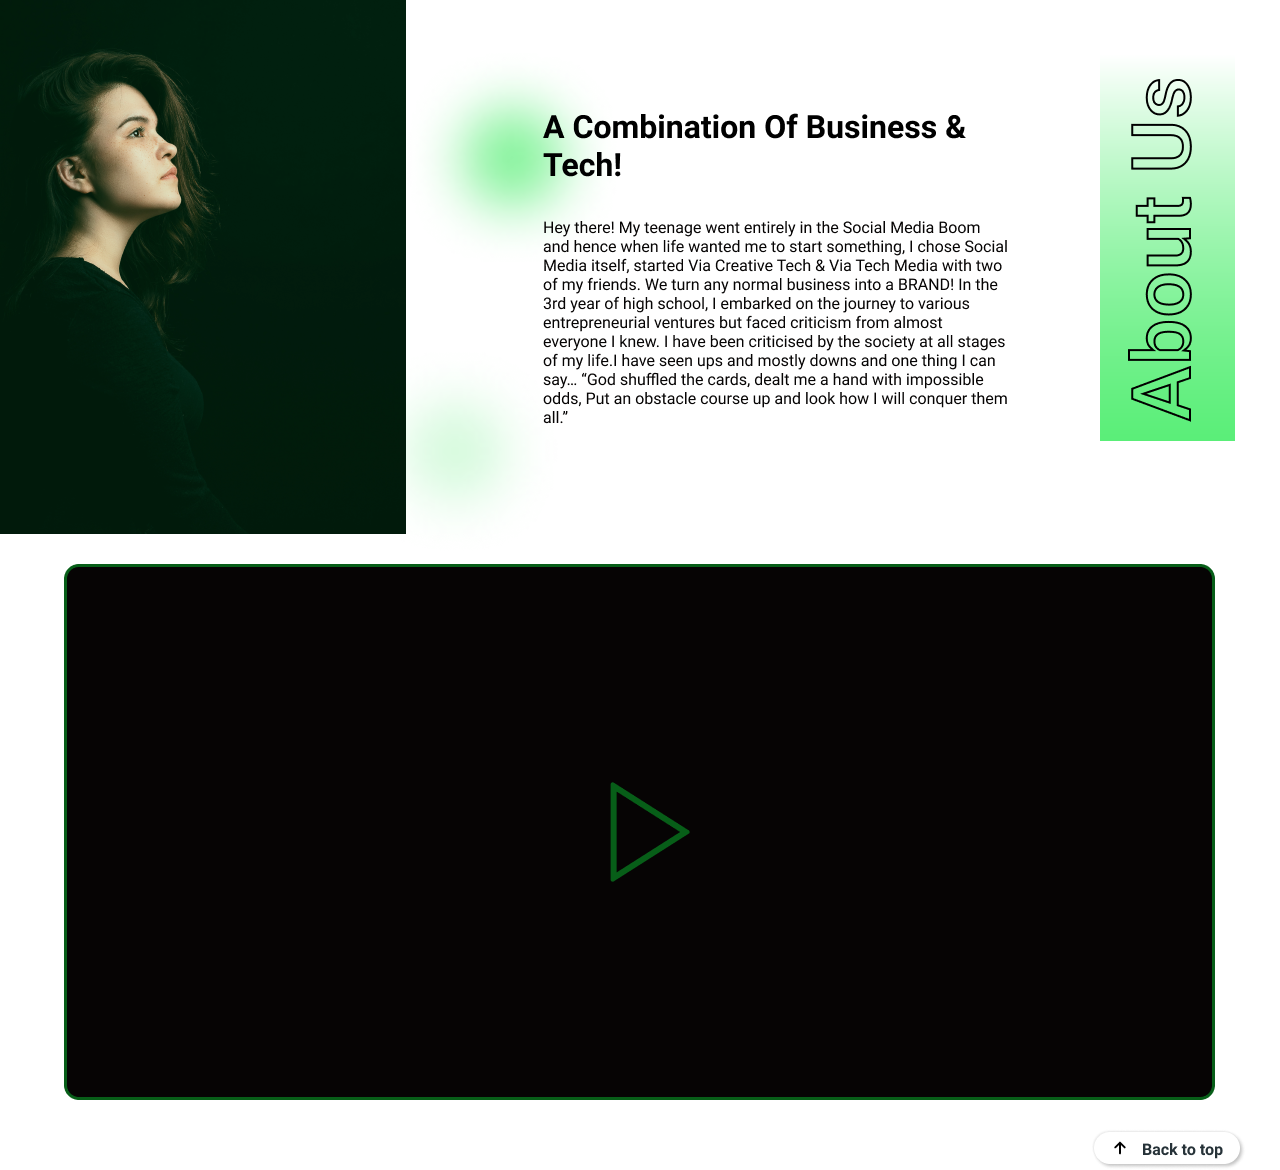 A Combination Of Business &
Tech!
Hey there! My teenage went entirely in the Social Media Boom
and hence when life wanted me to start something, I chose Social
Media itself, started Via Creative Tech & Via Tech Media with two
of my friends. We turn any normal business into a BRAND! In the
3rd year of high school, I embarked on the journey to various
entrepreneurial ventures but faced criticism from almost
everyone I knew. I have been criticised by the society at all stages
of my life.I have seen ups and mostly downs and one thing I can
say… “God shuffled the cards, dealt me a hand with impossible
odds, Put an obstacle course up and look how I will conquer them
all.”
About Us
Back to top